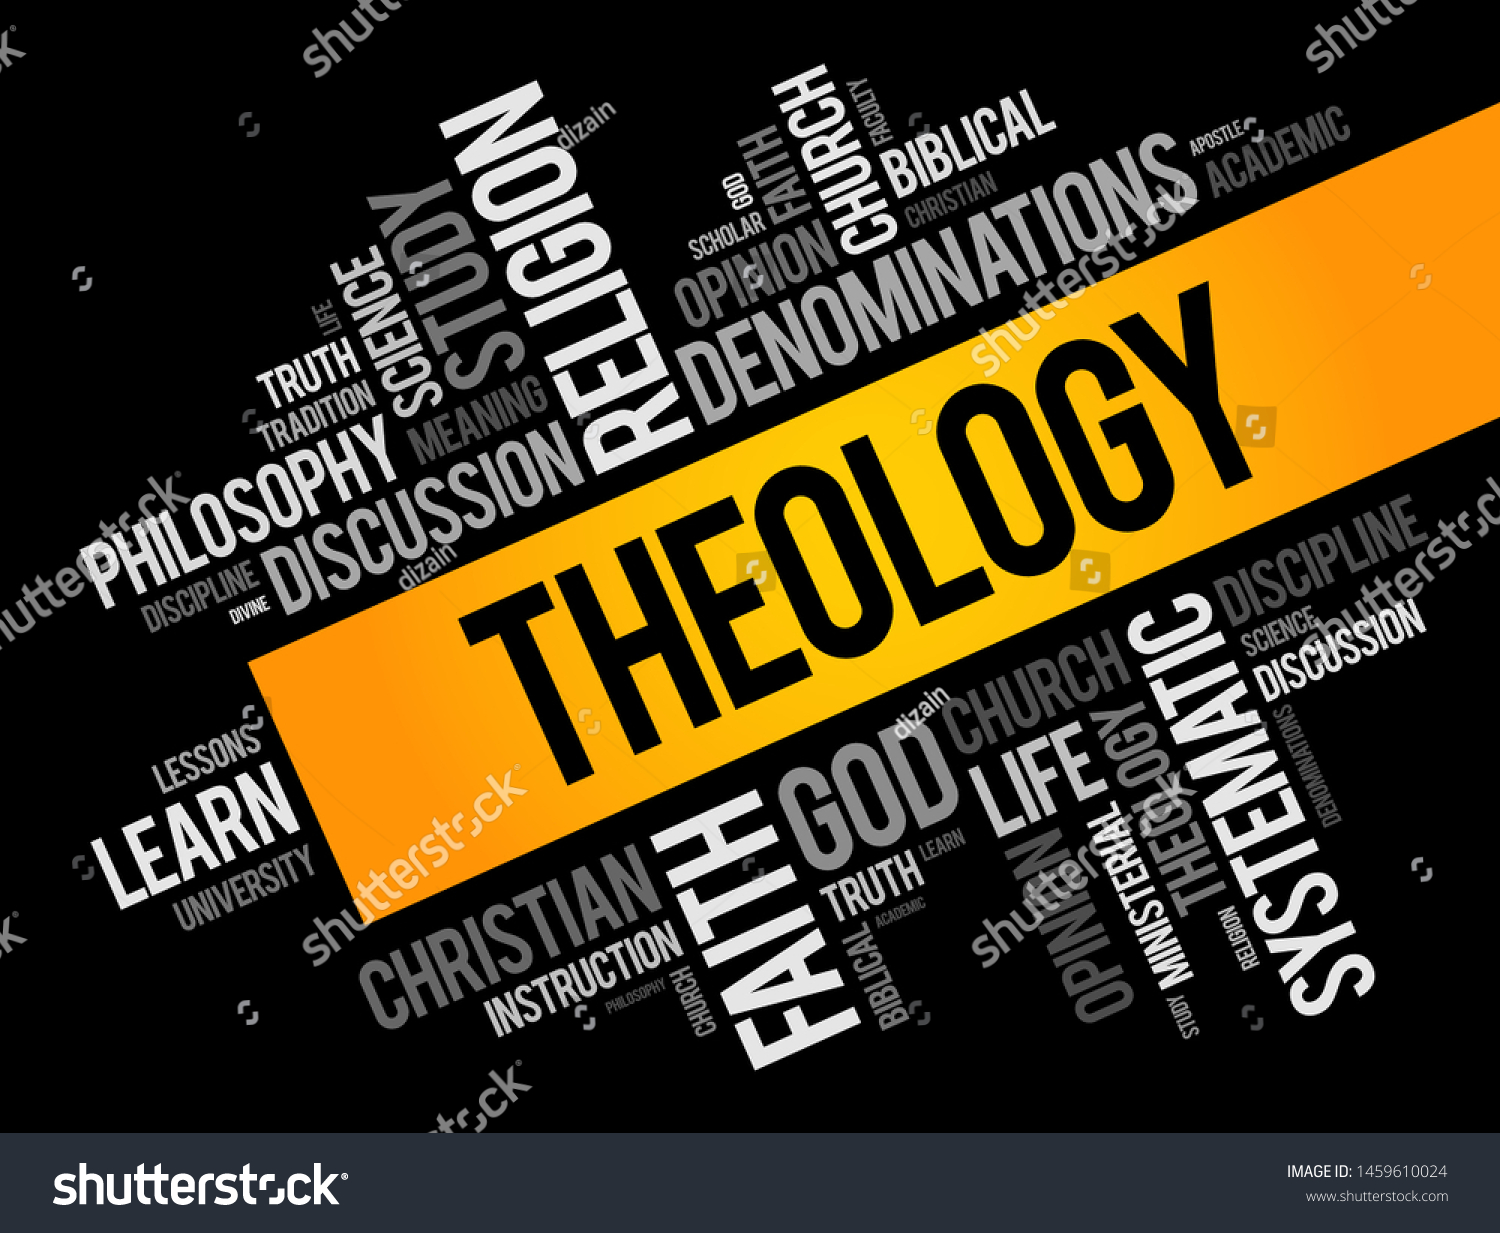 RELIGION
STUDY
SCIENCE
LIFE
TRUTH
TRADITION
PHILOSOPHY
MEANING
DISCUSSION
DISCIPLINE
DIVINE
CHURCH
FACULTY
FAITH
GOD
SCHOLAR
OPINION
BIBLICAL
CHRISTIAN
DENOMINATIONS
APOSTLE
ACADEMIC
THEOLOGY
LESSONS
LEARN
UNIVERSITY
CHRISTIAN
INSTRUCTION
PHILOSOPHY
CHURCH
FAITH
GOD
TRUTH
LEARN
ACADEMIC
BIBLICAL
CHURCH
LIFE
OPINION
THEOLOGY
MINISTERIAL
STUDY
SYSTEMATIC
RELIGION
DISCIPLINE
SCIENCE
DISCUSSION
DENOMINATIONS
shutterstock
dizain
shutterstock
dizain
shutterstock
dizain
shutterstock
shutterstock
shutterstock®
IMAGE ID: 1459610024
www.shutterstock.com